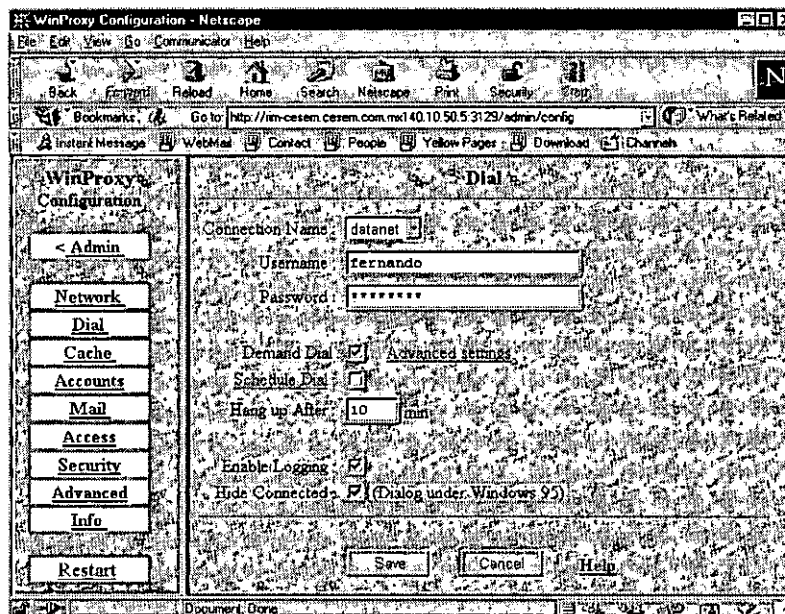 WinProxy Configuration - Netscape
File Edit View Go Communicator Help
Back Forward Reload Home Search Netscape Print Security Stop
Bookmarks Go to: http://rim-cesem.cesem.com.mx140.10.50.5:3129/admin/config What's Related
Instant Message WebMail Contact People Yellow Pages Download Channels
WinProxy
Configuration
< Admin
Network
Dial
Cache
Accounts
Mail
Access
Security
Advanced
Info
Restart
Dial
Connection Name: datanet
Username: fernando
Password: ********
Demand Dial: Advanced settings
Schedule Dial:
Hang up After: 10 min
Enable Logging:
Hide Connected: (Dialog under Windows 95)
Save Cancel Help
Document: Done